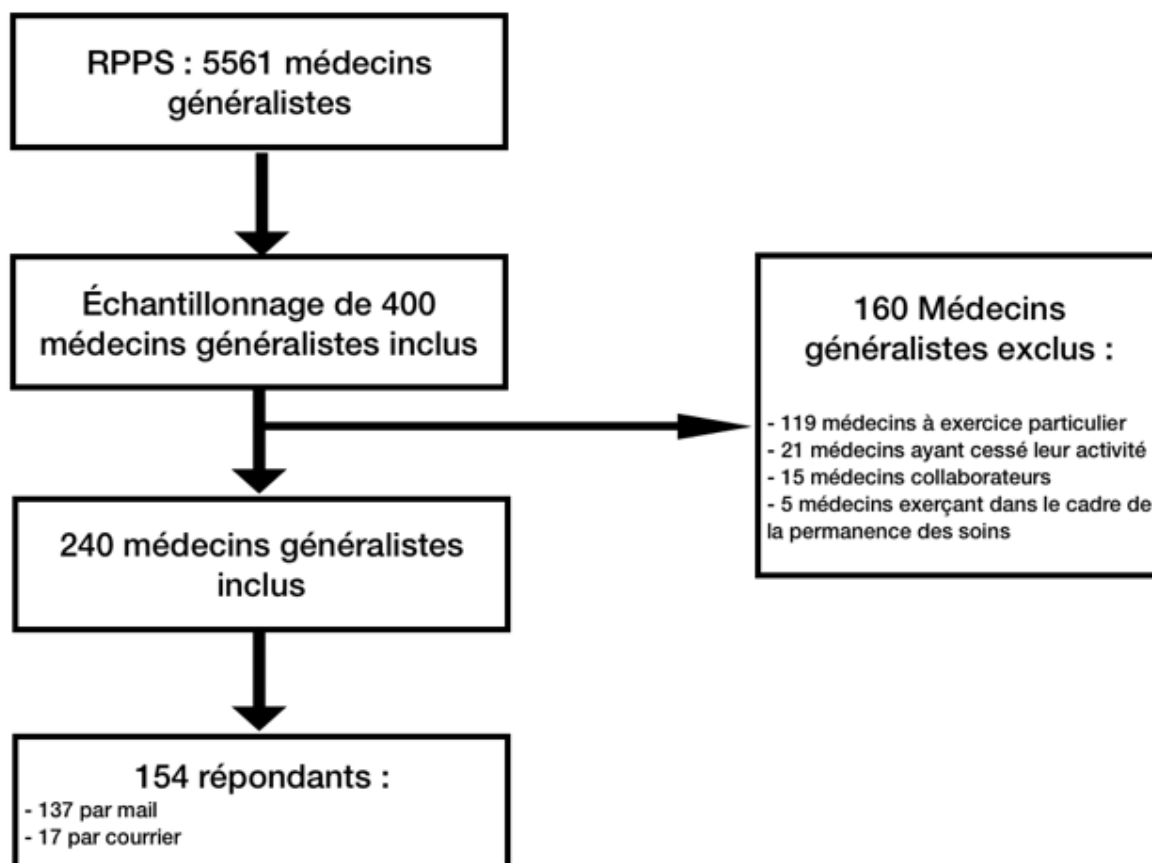 RPPS : 5561 médecins
généralistes
Échantillonnage de 400
médecins généralistes inclus
160 Médecins
généralistes exclus :
- 119 médecins à exercice particulier
- 21 médecins ayant cessé leur activité
- 15 médecins collaborateurs
- 5 médecins exerçant dans le cadre de
la permanence des soins
240 médecins généralistes
inclus
154 répondants :
- 137 par mail
- 17 par courrier